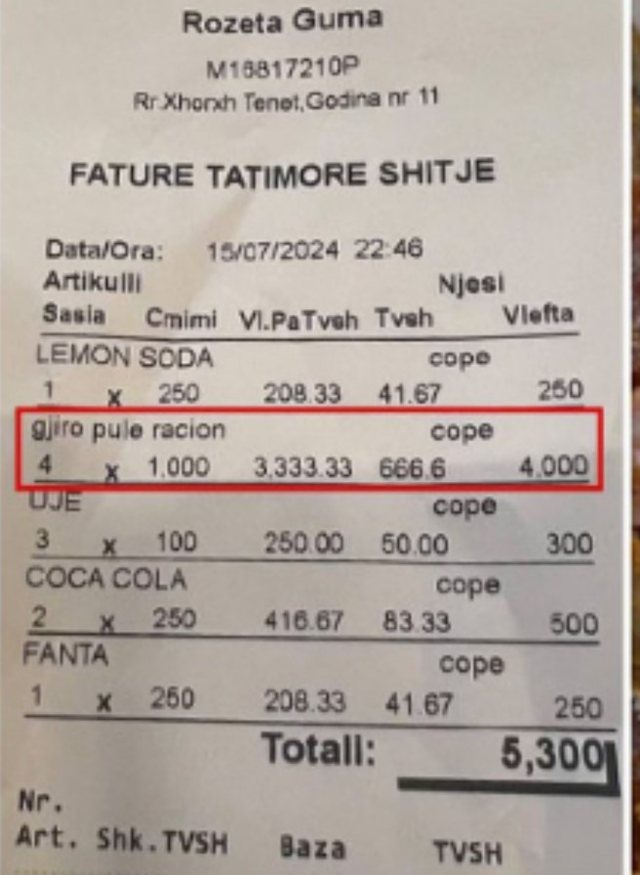 Rozeta Guma
M16817210P
Rr.Xhorxh Tenet,Godina nr 11
FATURE TATIMORE SHITJE
Data/Ora: 15/07/2024 22:46
Artikulli Njesi
Sasia Cmimi Vl.PaTvsh Tvsh Vlefta
LEMON SODA cope
1 x 250 208.33 41.67 250
gjiro pule racion cope
4 x 1.000 3,333.33 666.6 4.000
UJE cope
3 x 100 250.00 50.00 300
COCA COLA cope
2 x 250 416.67 83.33 500
FANTA cope
1 x 250 208.33 41.67 250
Totali: 5,300
Nr.
Art. Shk.TVSH Baza TVSH